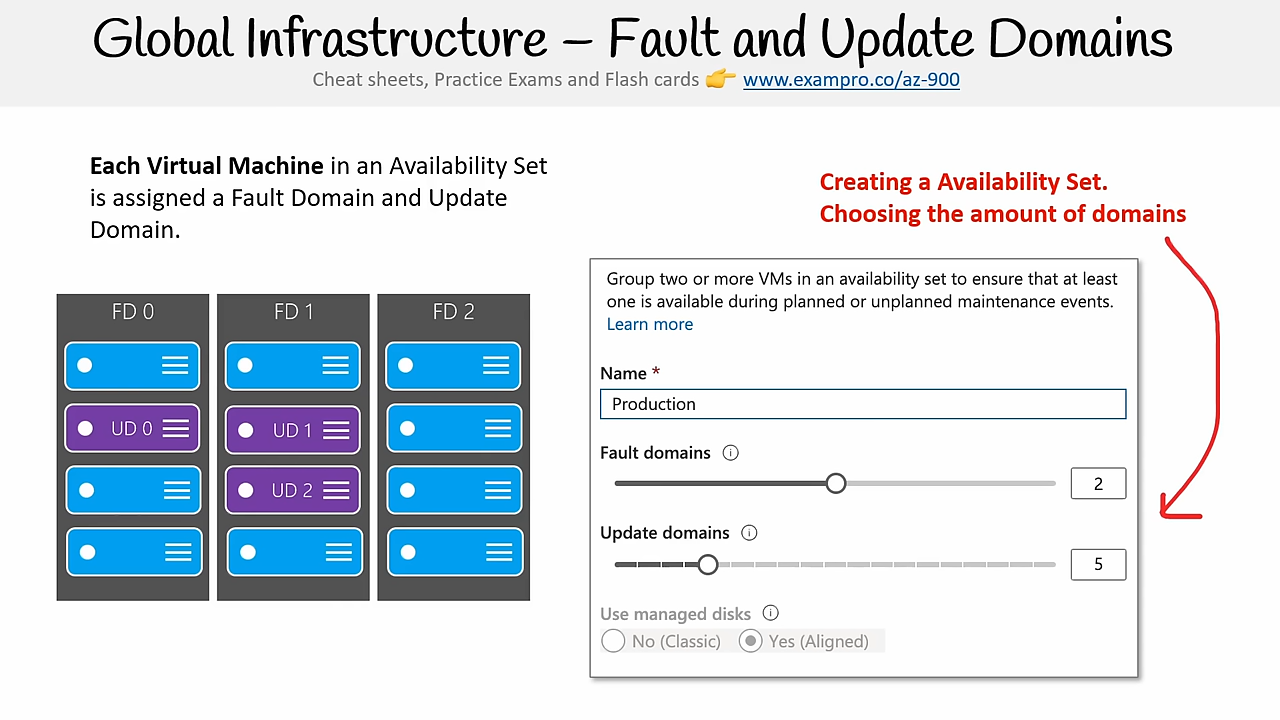 Global Infrastructure – Fault and Update Domains
Cheat sheets, Practice Exams and Flash cards 👉 www.exampro.co/az-900
Each Virtual Machine in an Availability Set
is assigned a Fault Domain and Update
Domain.
Creating a Availability Set.
Choosing the amount of domains
FD 0
FD 1
FD 2
UD 0
UD 1
UD 2
Group two or more VMs in an availability set to ensure that at least
one is available during planned or unplanned maintenance events.
Learn more
Name *
Production
Fault domains
2
Update domains
5
Use managed disks
No (Classic)
Yes (Aligned)